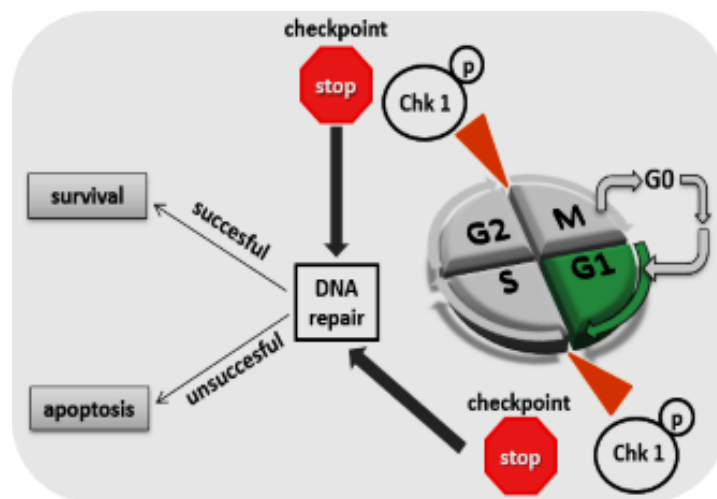 checkpoint
stop
p
Chk 1
survival
succesful
G0
G2
M
S
G1
DNA
repair
unsuccesful
apoptosis
checkpoint
stop
p
Chk 1